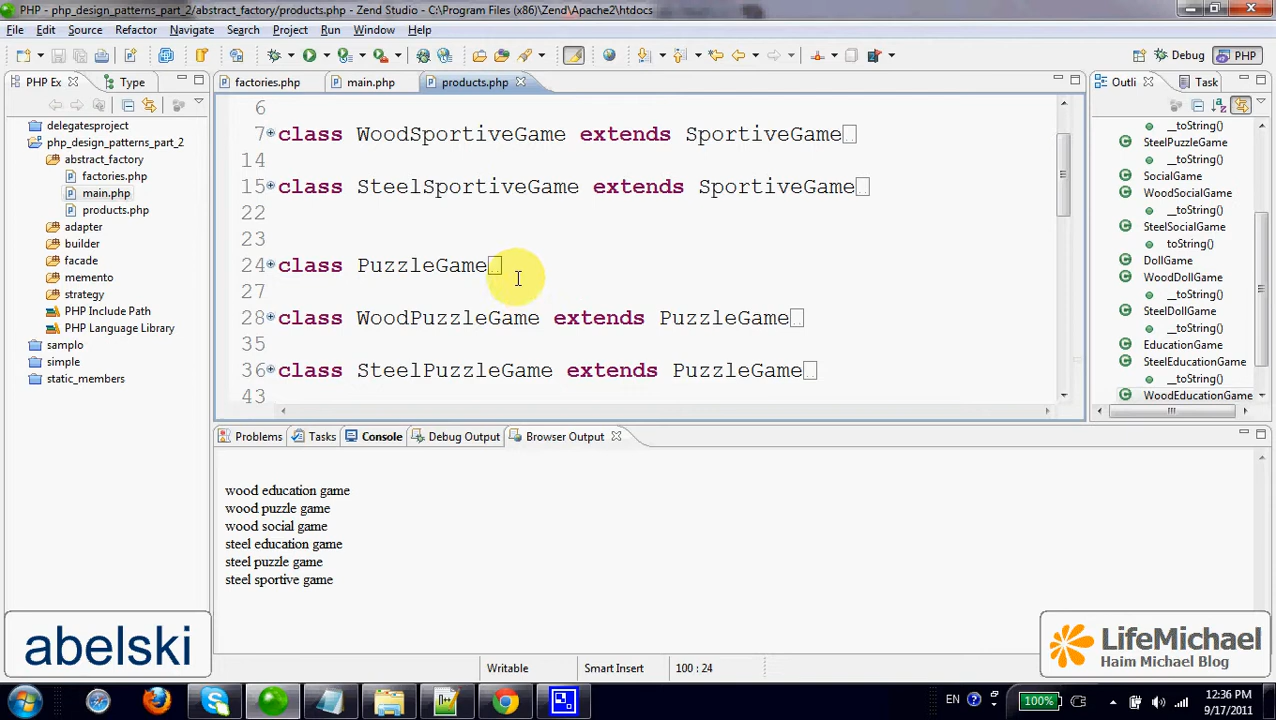 PHP - php_design_patterns_part_2/abstract_factory/products.php - Zend Studio - C:\Program Files (x86)\Zend\Apache2\htdocs
File Edit Source Refactor Navigate Search Project Run Window Help
Debug PHP
PHP Ex Type
factories.php main.php products.php
Outli Task
delegatesproject
php_design_patterns_part_2
abstract_factory
factories.php
main.php
products.php
adapter
builder
facade
memento
strategy
PHP Include Path
PHP Language Library
samplo
simple
static_members
6
7 class WoodSportiveGame extends SportiveGame
14
15 class SteelSportiveGame extends SportiveGame
22
23
24 class PuzzleGame
27
28 class WoodPuzzleGame extends PuzzleGame
35
36 class SteelPuzzleGame extends PuzzleGame
43
__toString()
SteelPuzzleGame
__toString()
SocialGame
WoodSocialGame
__toString()
SteelSocialGame
toString()
DollGame
WoodDollGame
__toString()
SteelDollGame
__toString()
EducationGame
SteelEducationGame
__toString()
WoodEducationGame
Problems Tasks Console Debug Output Browser Output
wood education game
wood puzzle game
wood social game
steel education game
steel puzzle game
steel sportive game
abelski
LifeMichael
Haim Michael Blog
Writable Smart Insert 100 : 24
EN 100% 12:36 PM
9/17/2011